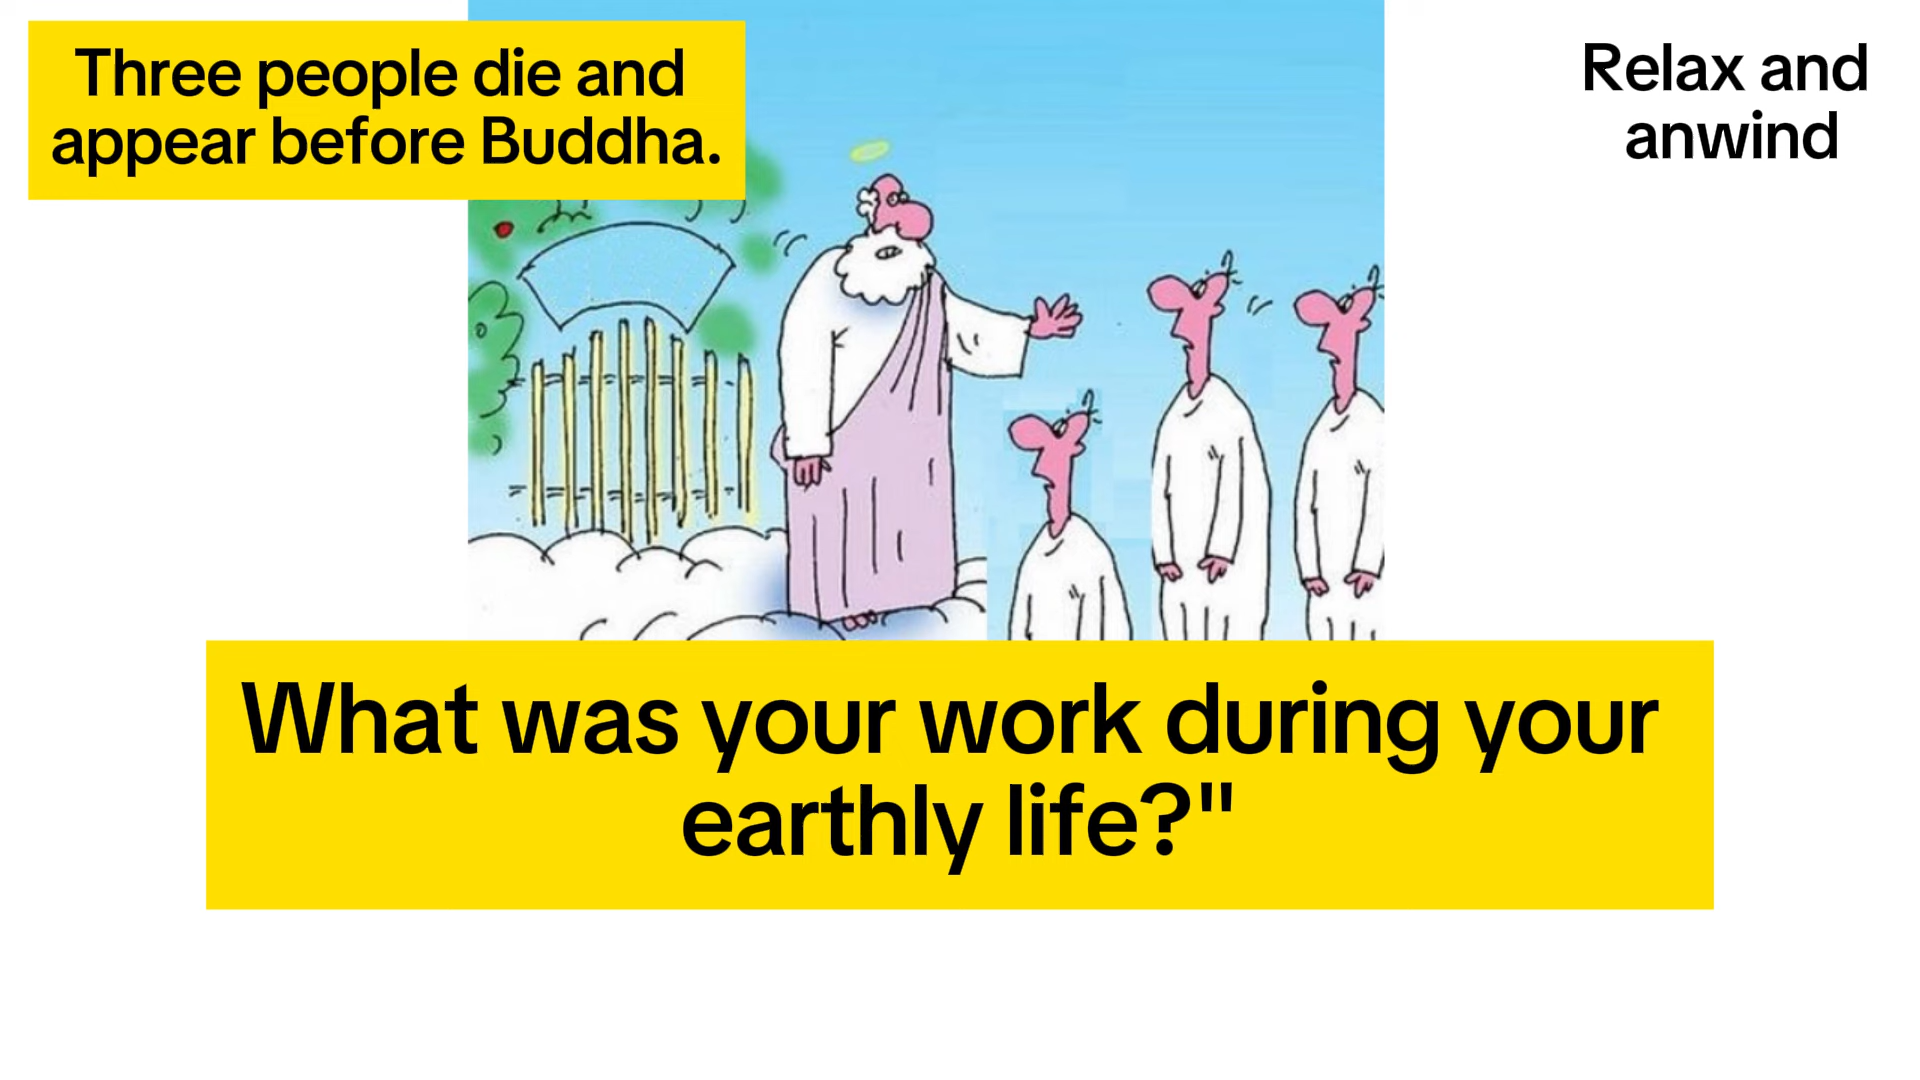 Three people die and
appear before Buddha.
Relax and
anwind
What was your work during your
earthly life?"